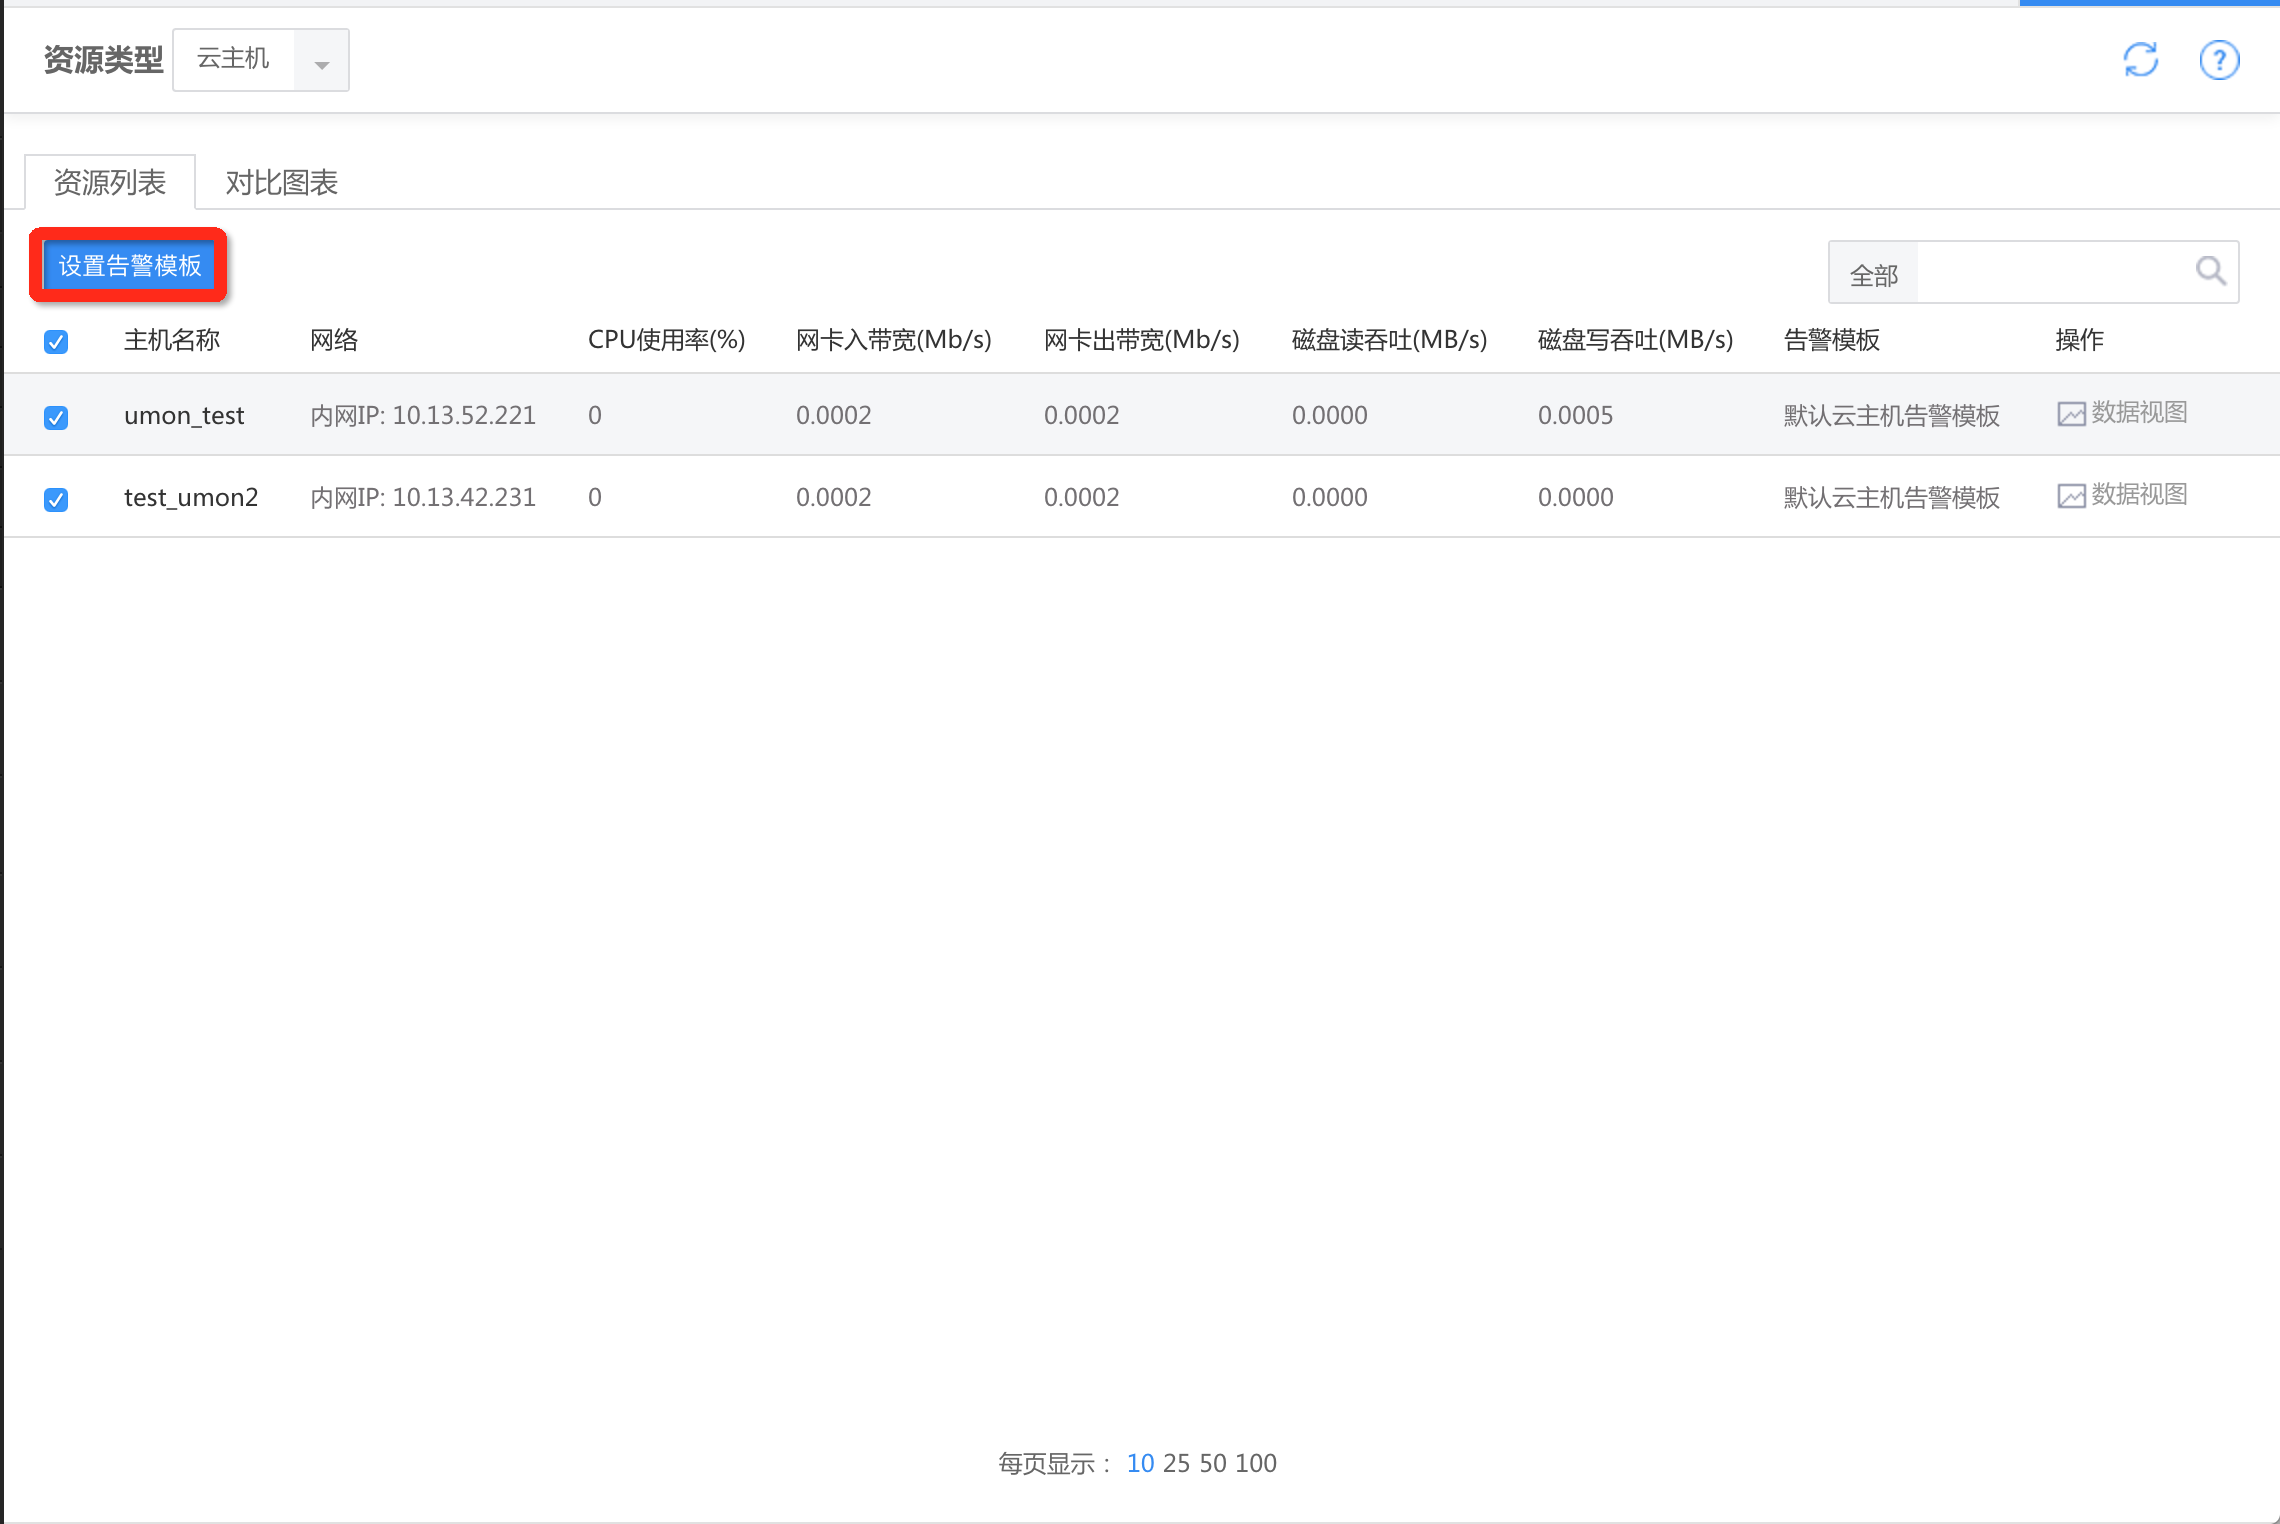 资源类型 云主机
?
资源列表 对比图表
设置告警模板
全部
主机名称 网络 CPU使用率(%) 网卡入带宽(Mb/s) 网卡出带宽(Mb/s) 磁盘读吞吐(MB/s) 磁盘写吞吐(MB/s) 告警模板 操作
umon_test 内网IP: 10.13.52.221 0 0.0002 0.0002 0.0000 0.0005 默认云主机告警模板 数据视图
test_umon2 内网IP: 10.13.42.231 0 0.0002 0.0002 0.0000 0.0000 默认云主机告警模板 数据视图
每页显示： 10 25 50 100